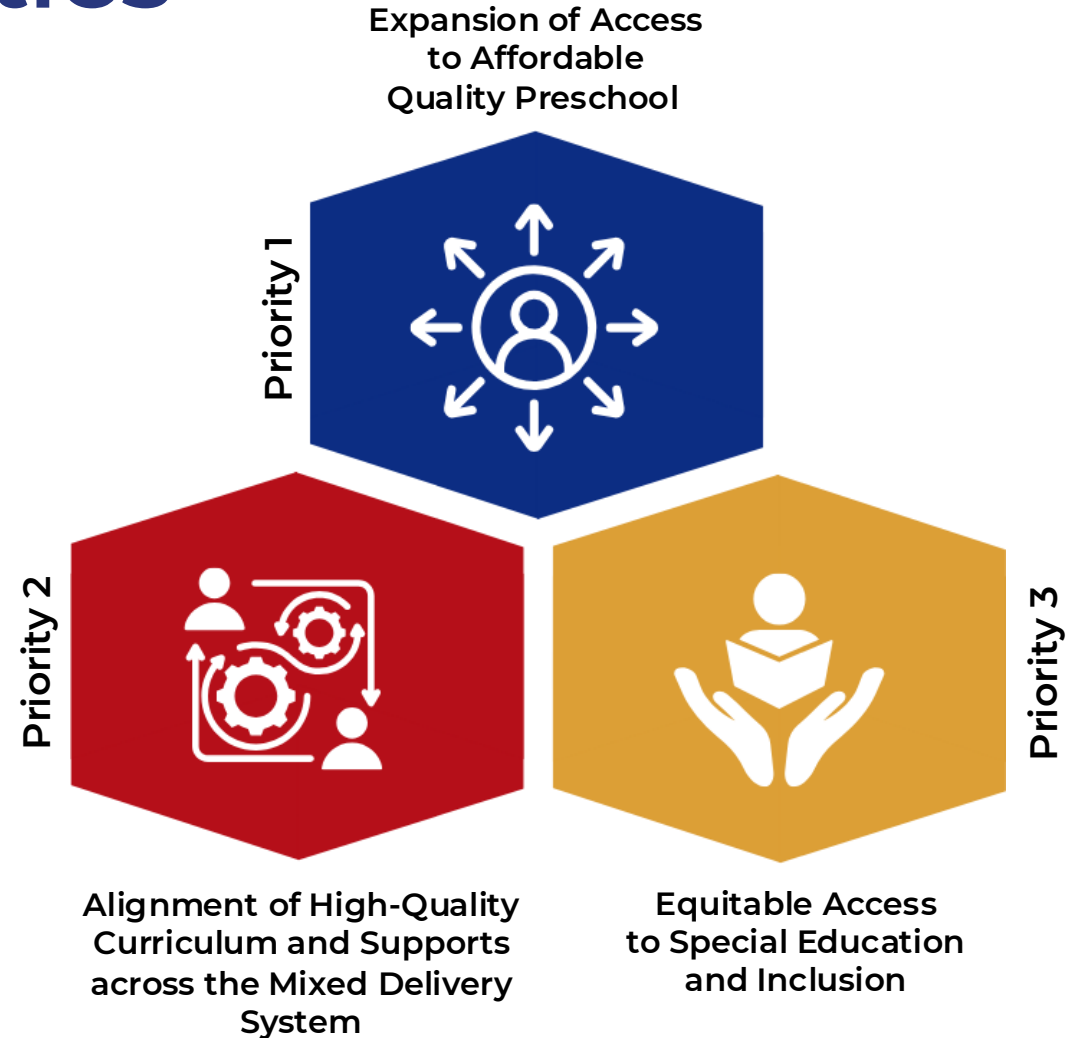 Expansion of Access
to Affordable
Quality Preschool
Priority 1
Priority 2
Priority 3
Alignment of High-Quality
Curriculum and Supports
across the Mixed Delivery
System
Equitable Access
to Special Education
and Inclusion